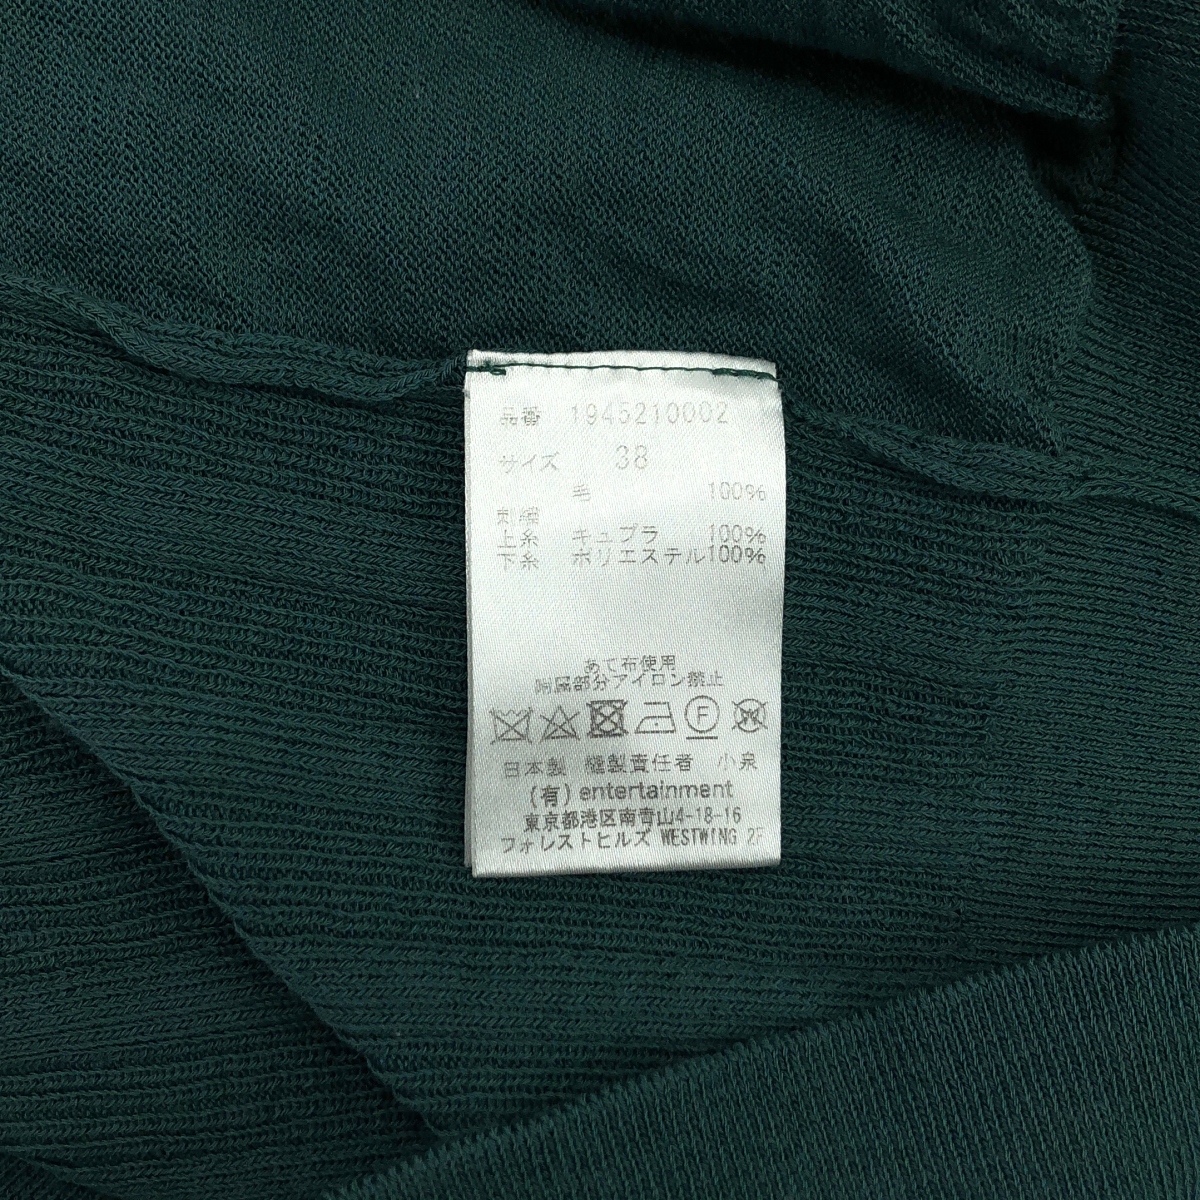 品番 1945210002
サイズ 38
毛 100%
刺繍
上糸 キュプラ 100%
下糸 ポリエステル100%
あて布使用
附属部分アイロン禁止
F W
日本製 縫製責任者 小泉
(有) entertainment
東京都港区南青山4-18-16
フォレストヒルズ WESTWING 2F